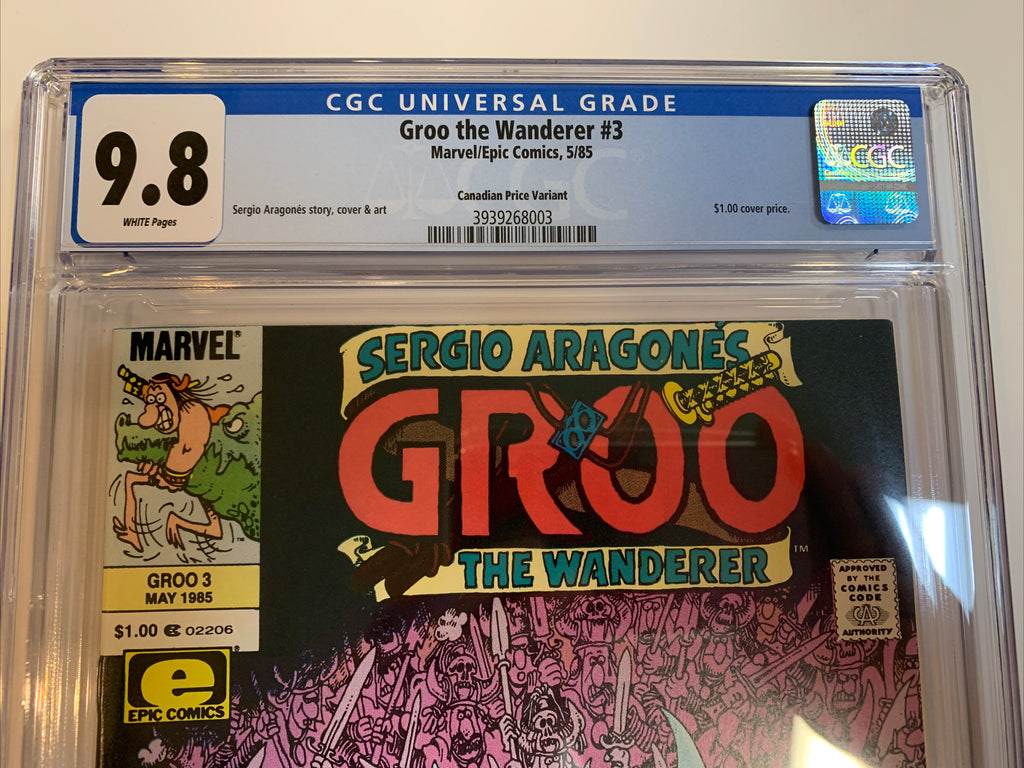 CGC UNIVERSAL GRADE
9.8
WHITE Pages
Groo the Wanderer #3
Marvel/Epic Comics, 5/85
Canadian Price Variant
Sergio Aragonés story, cover & art
3939268003
$1.00 cover price.
CGC
MARVEL®
SERGIO ARAGONÉS
GROO
THE WANDERER
TM
GROO 3
MAY 1985
$1.00 02206
e
EPIC COMICS
APPROVED
BY THE
COMICS
CODE
CA
AUTHORITY